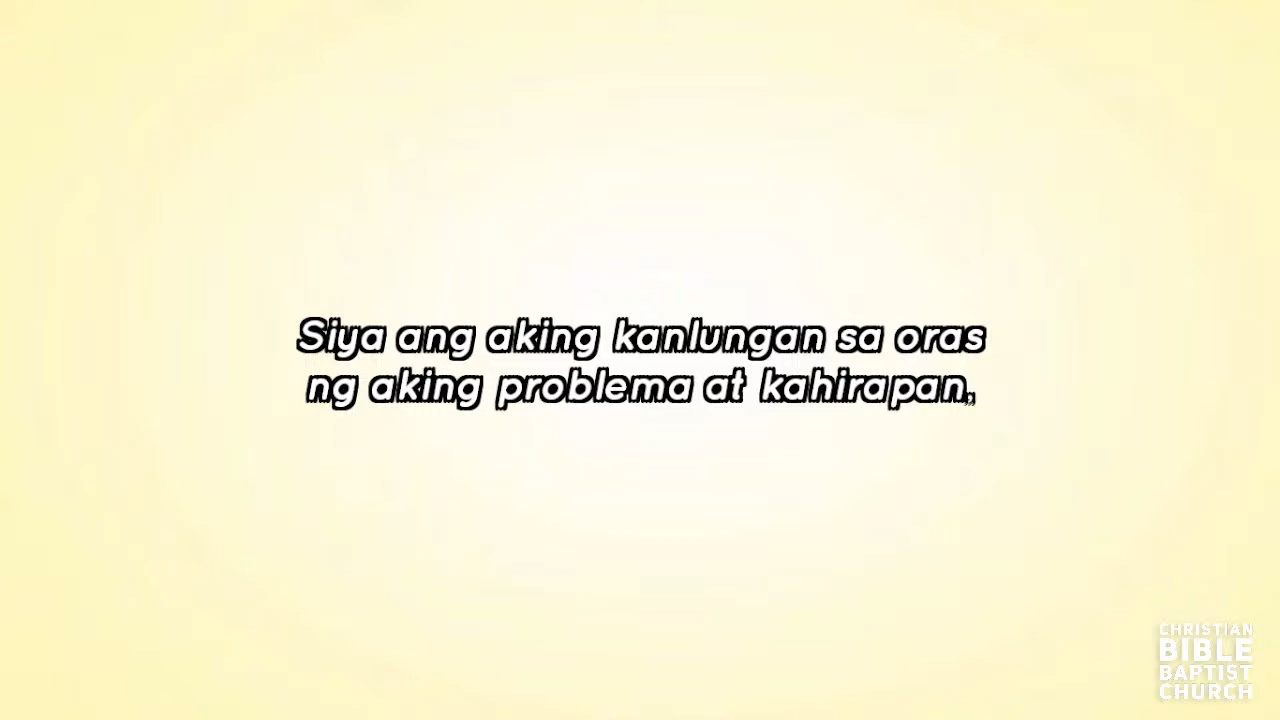 Siya ang aking kanlungan sa oras
ng aking problema at kahirapan,
CHRISTIAN
BIBLE
BAPTIST
CHURCH